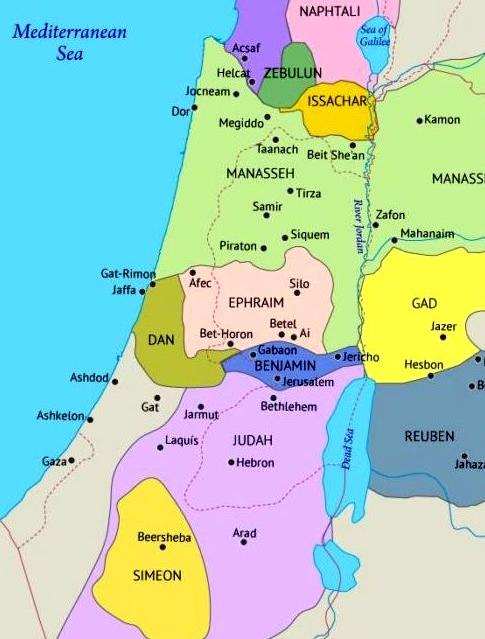 NAPHTALI
Mediterranean
Sea
Sea of
Galilee
Acsaf
Helcat
ZEBULUN
Jocneam
ISSACHAR
Dor
Megiddo
Kamon
Taanach
Beit She'an
MANASSEH
MANASS
Tirza
Samir
River Jordan
Zafon
Siquem
Mahanaim
Piraton
Gat-Rimon
Afec
Silo
Jaffa
EPHRAIM
GAD
Betel
Jazer
DAN
Bet-Horon
Ai
Gabaon
Jericho
BENJAMIN
Hesbon
Jerusalem
Ashdod
B
Gat
Bethlehem
Jarmut
Ashkelon
Laquís
JUDAH
REUBEN
Dead Sea
Gaza
Hebron
Jahaz
Arad
Beersheba
SIMEON